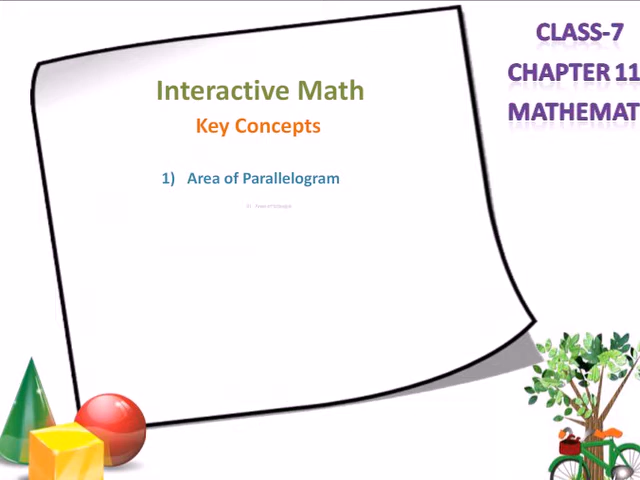 Interactive Math
Key Concepts
1) Area of Parallelogram
CLASS-7
CHAPTER 11
MATHEMAT